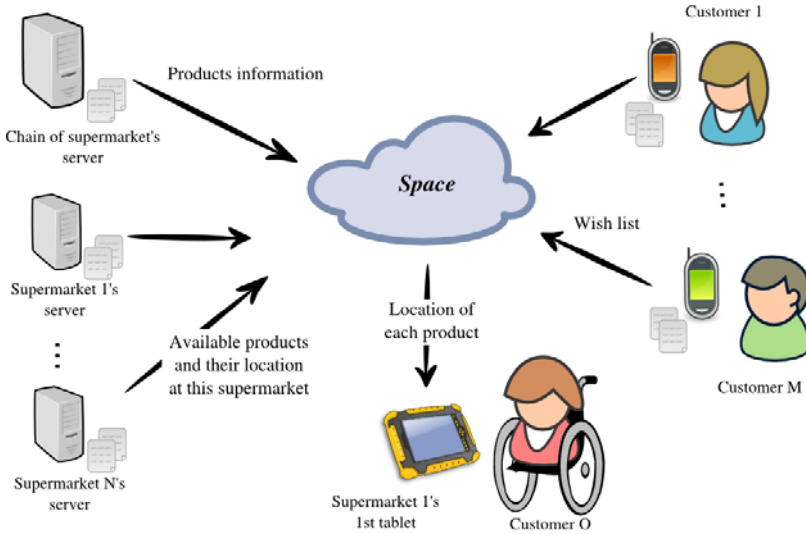 Customer 1
Products information
Chain of supermarket's
server
Space
Wish list
Supermarket 1's
server
Location of
each product
Available products
and their location
at this supermarket
Customer M
Supermarket N's
server
Supermarket 1's
1st tablet
Customer O